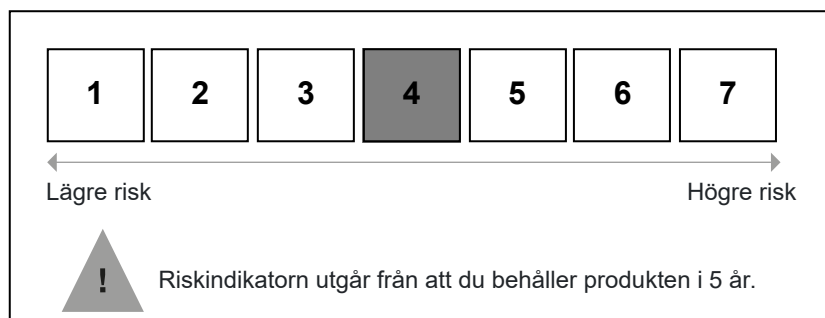 1 2 3 4 5 6 7
Lägre risk Högre risk
! Riskindikatorn utgår från att du behåller produkten i 5 år.